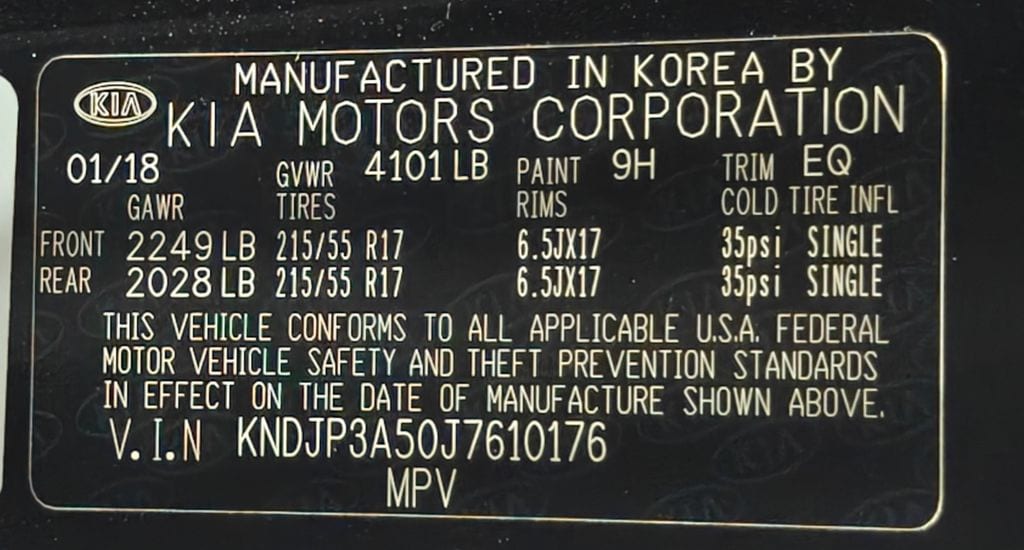 MANUFACTURED IN KOREA BY
KIA KIA MOTORS CORPORATION
01/18 GVWR 4101 LB PAINT 9H TRIM EQ
GAWR TIRES RIMS COLD TIRE INFL
FRONT 2249 LB 215/55 R17 6.5JX17 35psi SINGLE
REAR 2028 LB 215/55 R17 6.5JX17 35psi SINGLE
THIS VEHICLE CONFORMS TO ALL APPLICABLE U.S.A. FEDERAL
MOTOR VEHICLE SAFETY AND THEFT PREVENTION STANDARDS
IN EFFECT ON THE DATE OF MANUFACTURE SHOWN ABOVE.
V.I.N KNDJP3A50J7610176
MPV